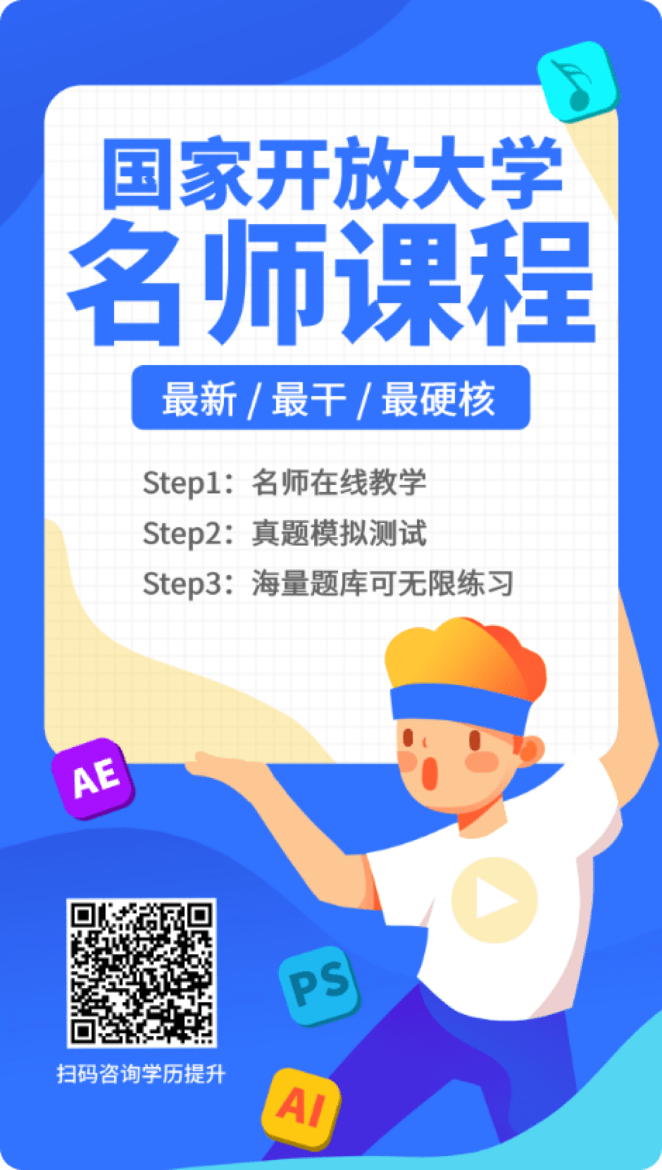 国家开放大学
名师课程
最新 / 最干 / 最硬核
Step1：名师在线教学
Step2：真题模拟测试
Step3：海量题库可无限练习
AE
PS
扫码咨询学历提升
AI